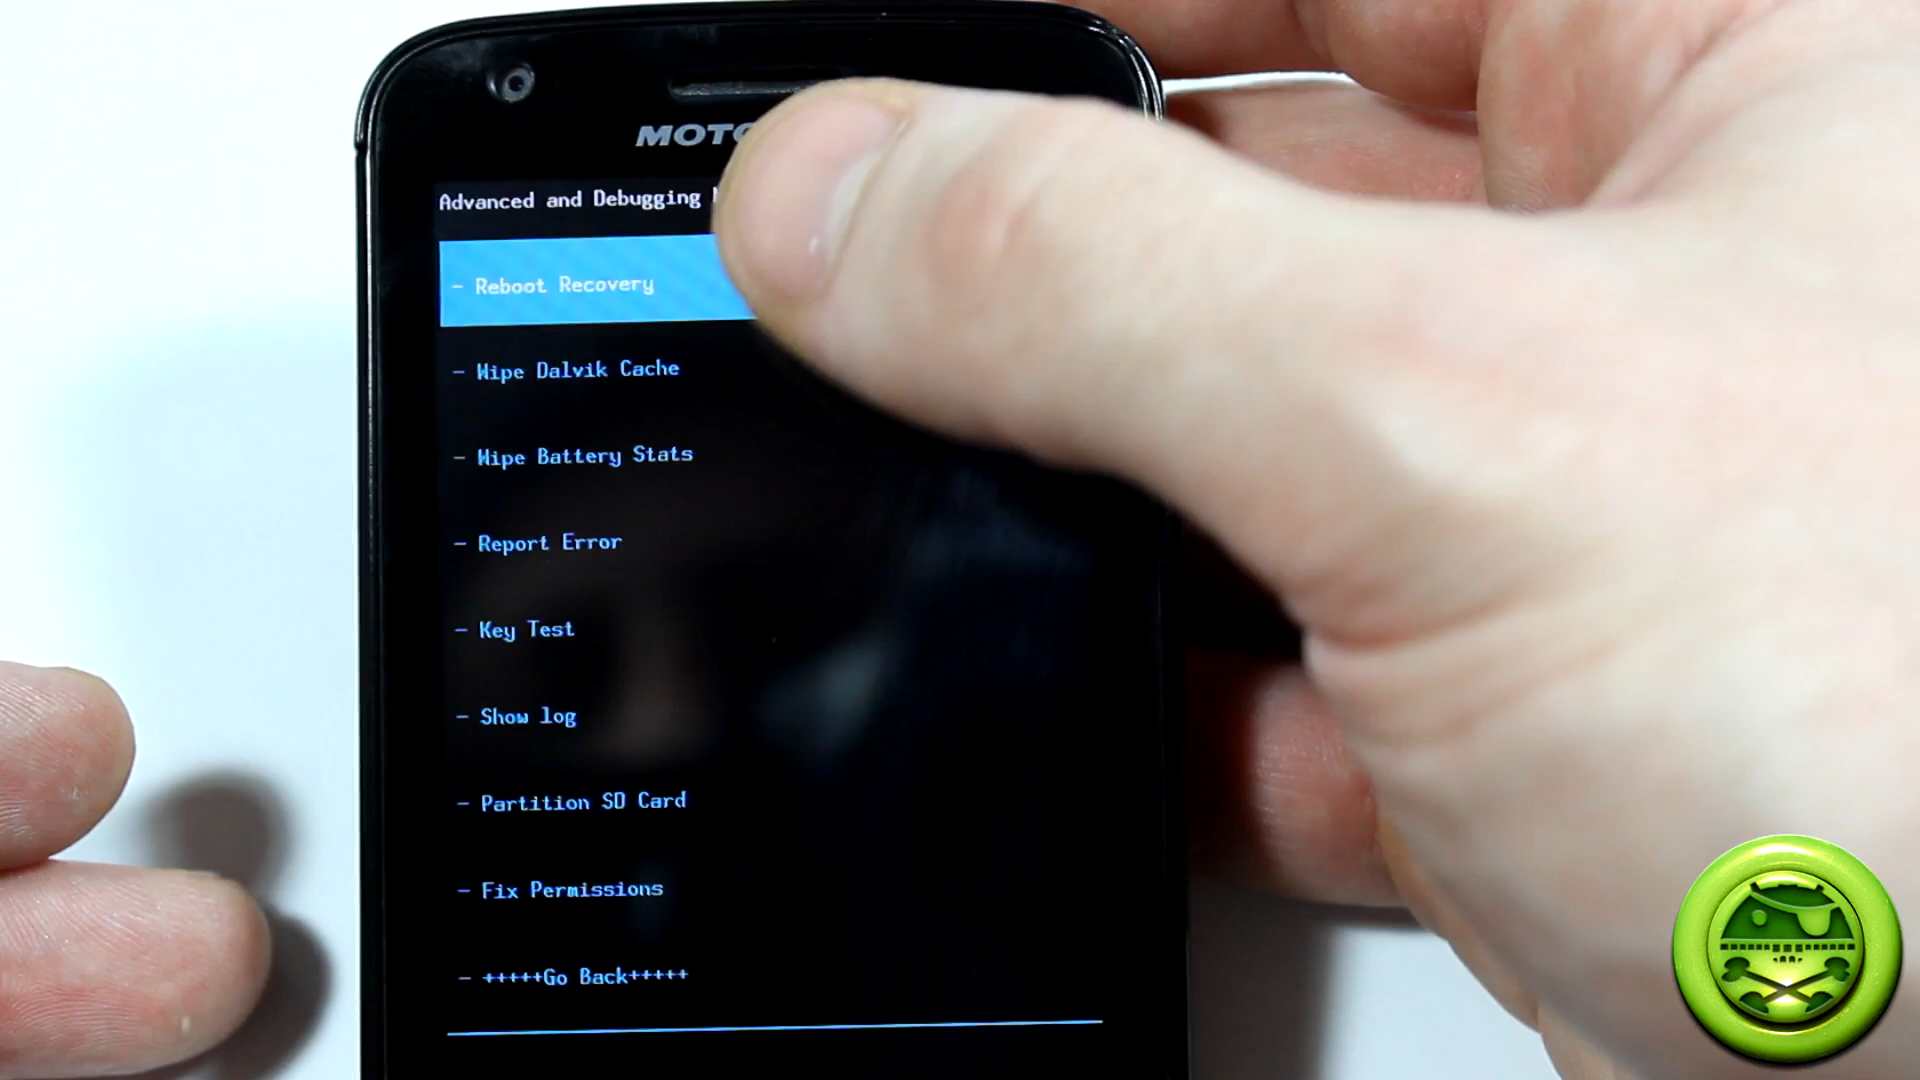 MOTO
Advanced and Debugging
- Reboot Recovery
- Wipe Dalvik Cache
- Wipe Battery Stats
- Report Error
- Key Test
- Show log
- Partition SD Card
- Fix Permissions
- +++++Go Back+++++